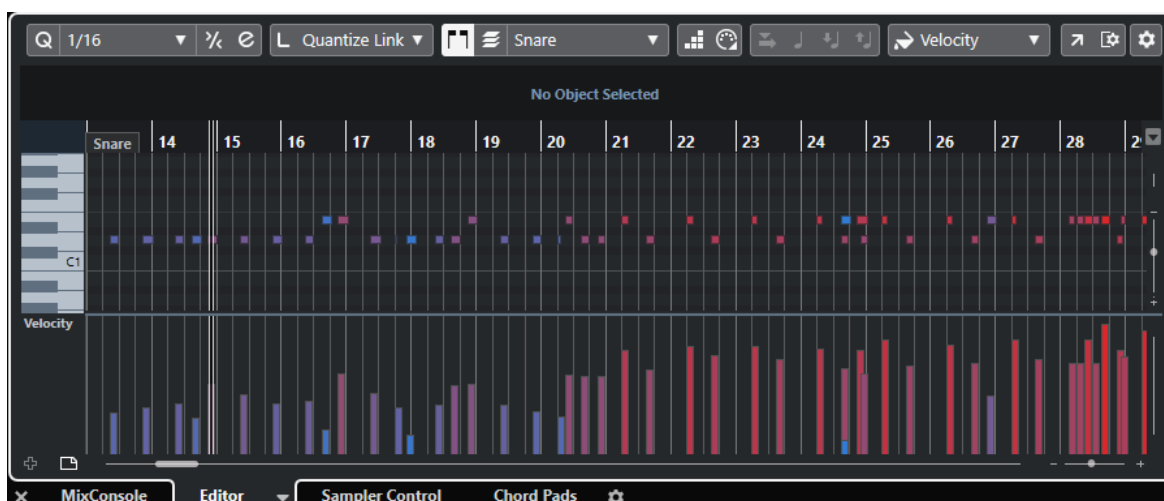 Q 1/16 L Quantize Link Snare Velocity
No Object Selected
Snare 14 15 16 17 18 19 20 21 22 23 24 25 26 27 28 2
C1
Velocity
MixConsole Editor Sampler Control Chord Pads